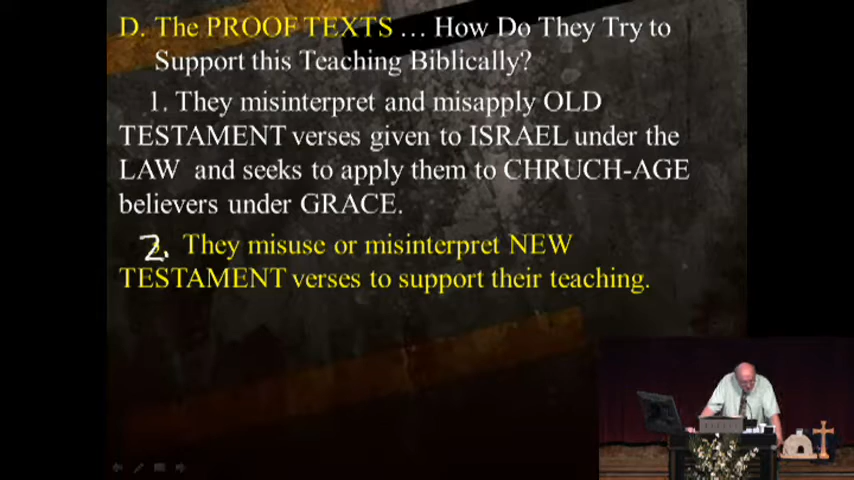 D. The PROOF TEXTS … How Do They Try to
Support this Teaching Biblically?
1. They misinterpret and misapply OLD
TESTAMENT verses given to ISRAEL under the
LAW and seeks to apply them to CHRUCH-AGE
believers under GRACE.
2. They misuse or misinterpret NEW
TESTAMENT verses to support their teaching.